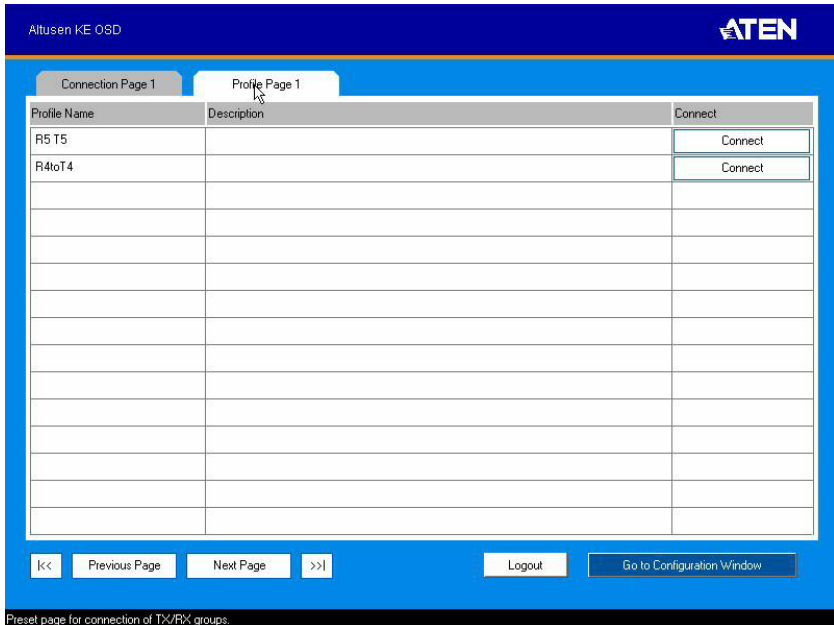 Altusen KE OSD
ATEN
Connection Page 1 Profile Page 1
Profile Name Description Connect
R5 T5 Connect
R4toT4 Connect
|<< Previous Page Next Page >>| Logout Go to Configuration Window
Preset page for connection of TX/RX groups.